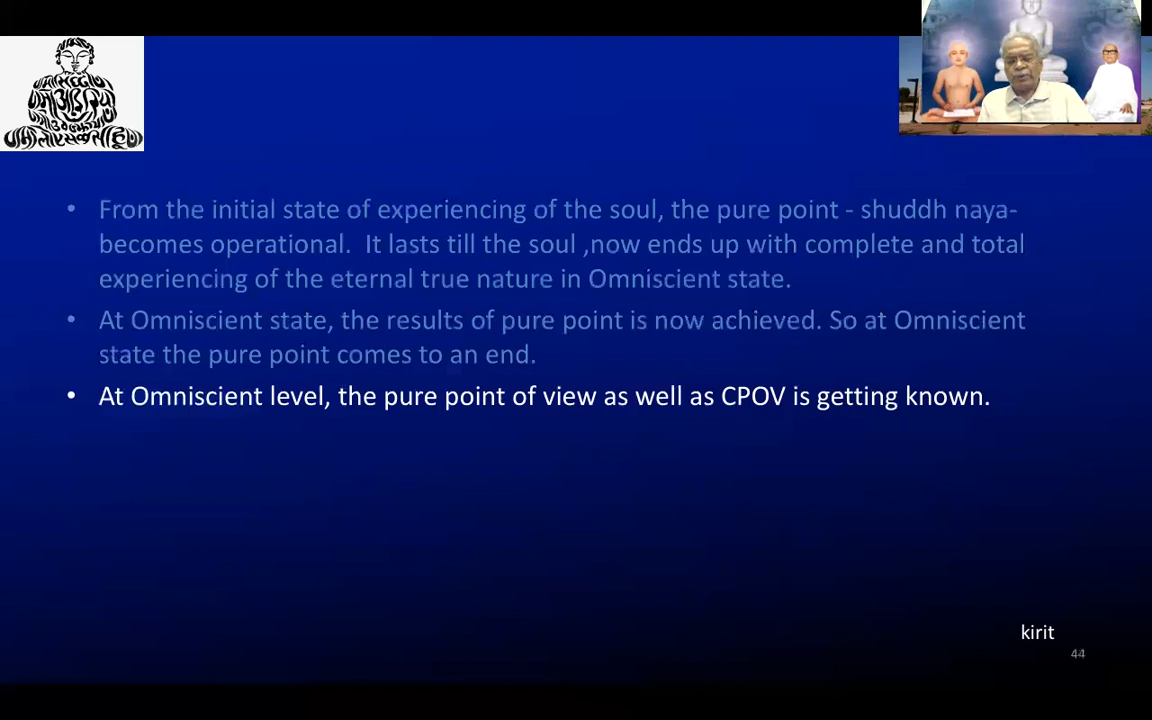 • From the initial state of experiencing of the soul, the pure point - shuddh naya-
becomes operational.  It lasts till the soul ,now ends up with complete and total
experiencing of the eternal true nature in Omniscient state.
• At Omniscient state, the results of pure point is now achieved. So at Omniscient
state the pure point comes to an end.
• At Omniscient level, the pure point of view as well as CPOV is getting known.
kirit
44